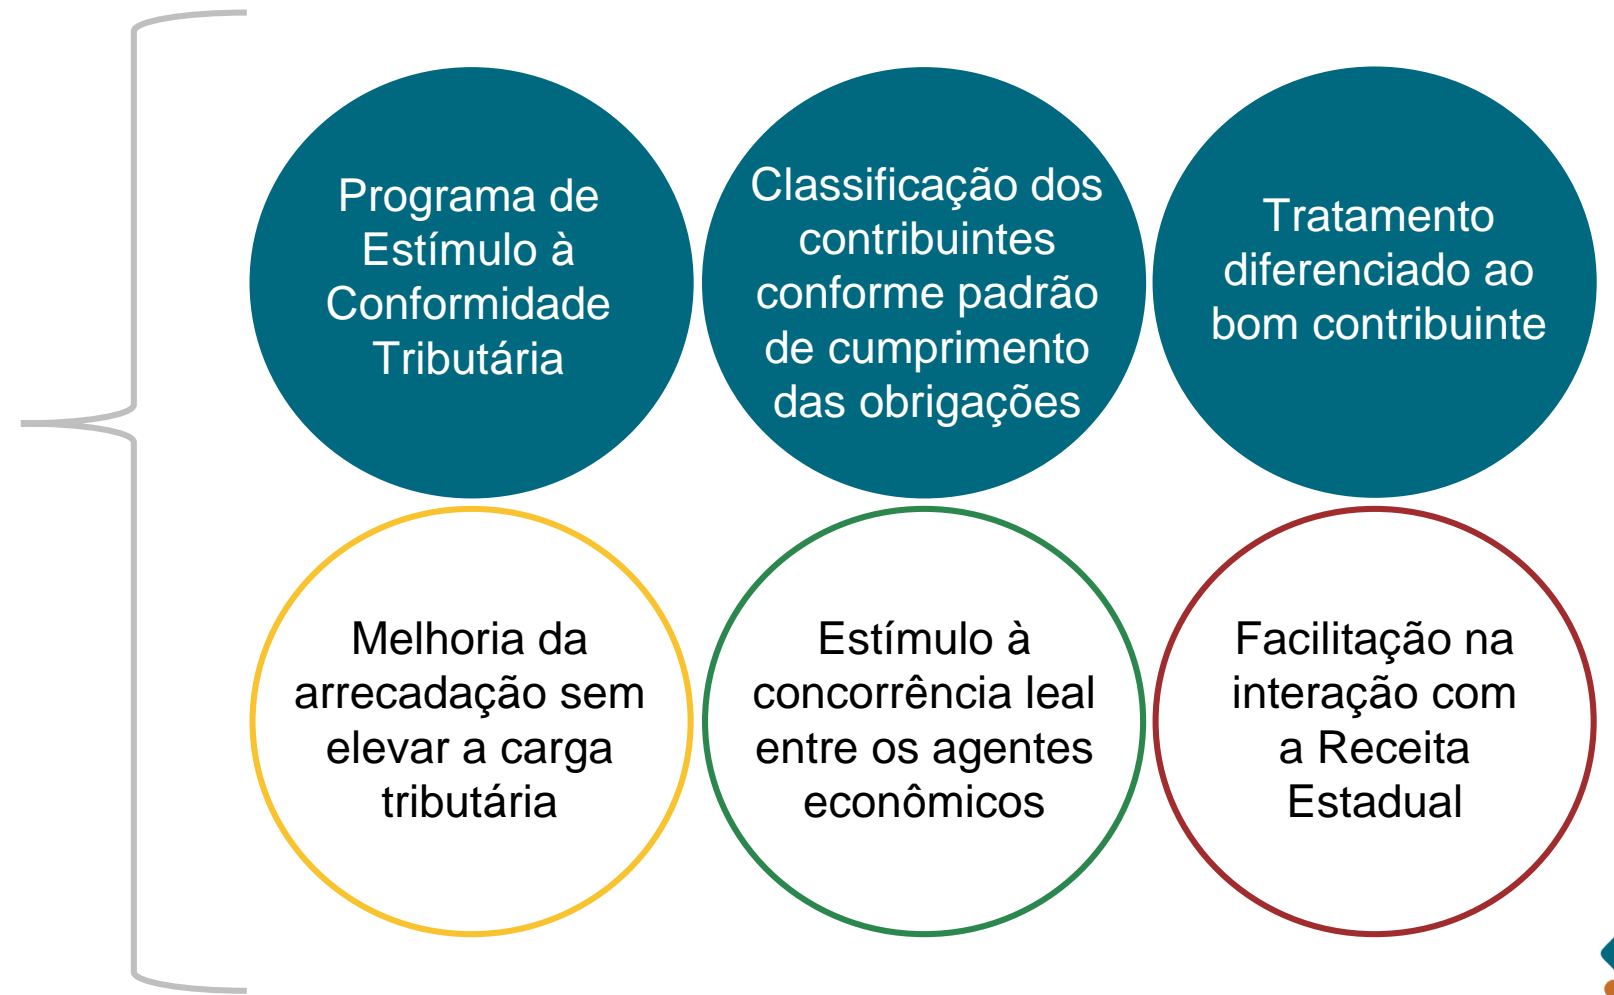 Programa de
Estímulo à
Conformidade
Tributária
Classificação dos
contribuintes
conforme padrão
de cumprimento
das obrigações
Tratamento
diferenciado ao
bom contribuinte
Melhoria da
arrecadação sem
elevar a carga
tributária
Estímulo à
concorrência leal
entre os agentes
econômicos
Facilitação na
interação com
a Receita
Estadual